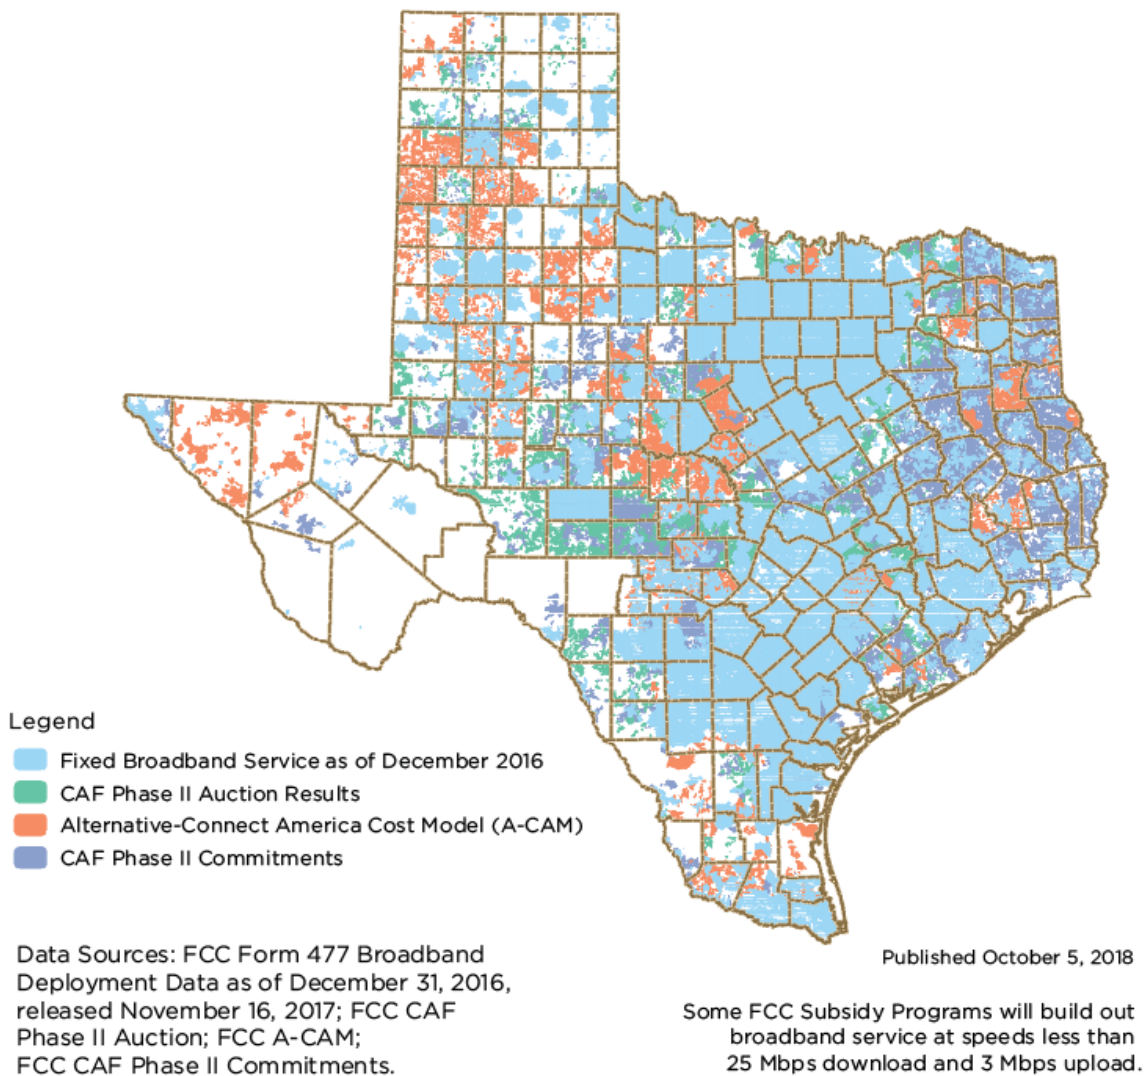 Legend
Fixed Broadband Service as of December 2016
CAF Phase II Auction Results
Alternative-Connect America Cost Model (A-CAM)
CAF Phase II Commitments
Data Sources: FCC Form 477 Broadband
Deployment Data as of December 31, 2016,
released November 16, 2017; FCC CAF
Phase II Auction; FCC A-CAM;
FCC CAF Phase II Commitments.
Published October 5, 2018
Some FCC Subsidy Programs will build out
broadband service at speeds less than
25 Mbps download and 3 Mbps upload.